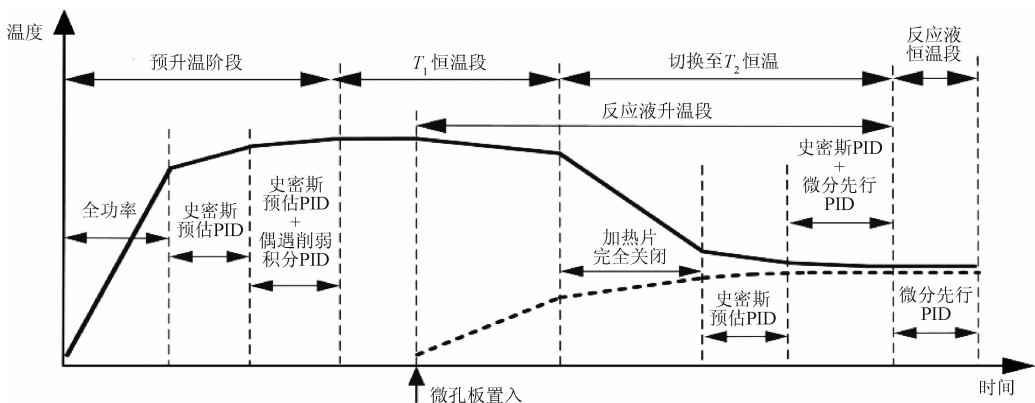 温度
预升温阶段
T1恒温段
切换至T2恒温
反应液
恒温段
反应液升温段
全功率
史密斯
预估PID
史密斯
预估PID
+
偶遇削弱
积分PID
加热片
完全关闭
史密斯
预估PID
史密斯PID
+
微分先行
PID
微分先行
PID
微孔板置入
时间